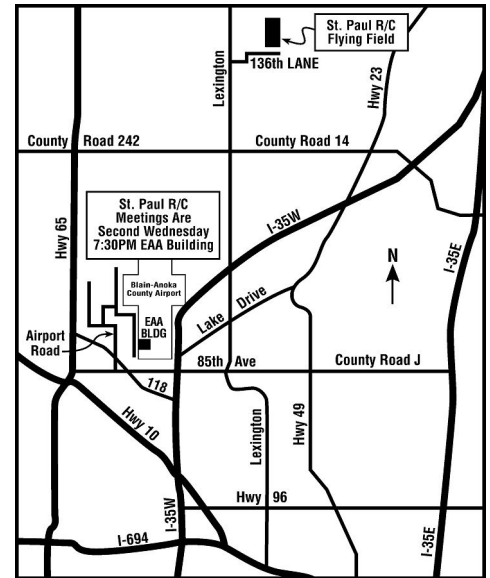 St. Paul R/C
Flying Field
136th LANE
Lexington
Hwy 23
County Road 242
County Road 14
St. Paul R/C
Meetings Are
Second Wednesday
7:30PM EAA Building
Hwy 65
I-35W
I-35E
N
Blain-Anoka
County Airport
EAA
BLDG
Lake Drive
Airport
Road
85th Ave
County Road J
118
Hwy 10
Lexington
Hwy 49
Hwy 96
I-35W
I-694
I-35E